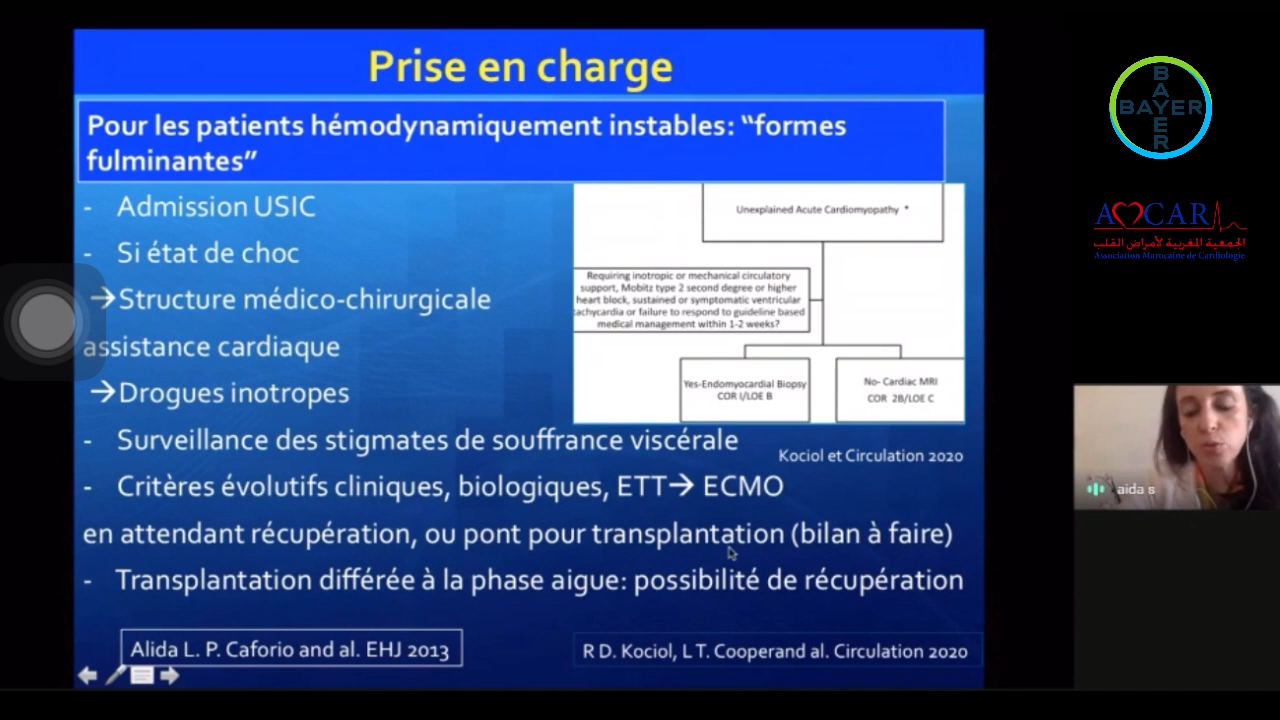 Prise en charge
Pour les patients hémodynamiquement instables: “formes
fulminantes”
- Admission USIC
- Si état de choc
→Structure médico-chirurgicale
assistance cardiaque
→Drogues inotropes
- Surveillance des stigmates de souffrance viscérale
- Critères évolutifs cliniques, biologiques, ETT→ ECMO
en attendant récupération, ou pont pour transplantation (bilan à faire)
- Transplantation différée à la phase aigue: possibilité de récupération
Unexplained Acute Cardiomyopathy *
Requiring inotropic or mechanical circulatory
support, Mobitz type 2 second degree or higher
heart block, sustained or symptomatic ventricular
tachycardia or failure to respond to guideline based
medical management within 1-2 weeks?
Yes-Endomyocardial Biopsy
COR I/LOE B
No- Cardiac MRI
COR 2B/LOE C
Kociol et Circulation 2020
Alida L. P. Caforio and al. EHJ 2013
R D. Kociol, L T. Cooperand al. Circulation 2020
BAYER
BAYER
AMCAR
الجمعية المغربية لأمراض القلب
Association Marocaine de Cardiologie
aida s